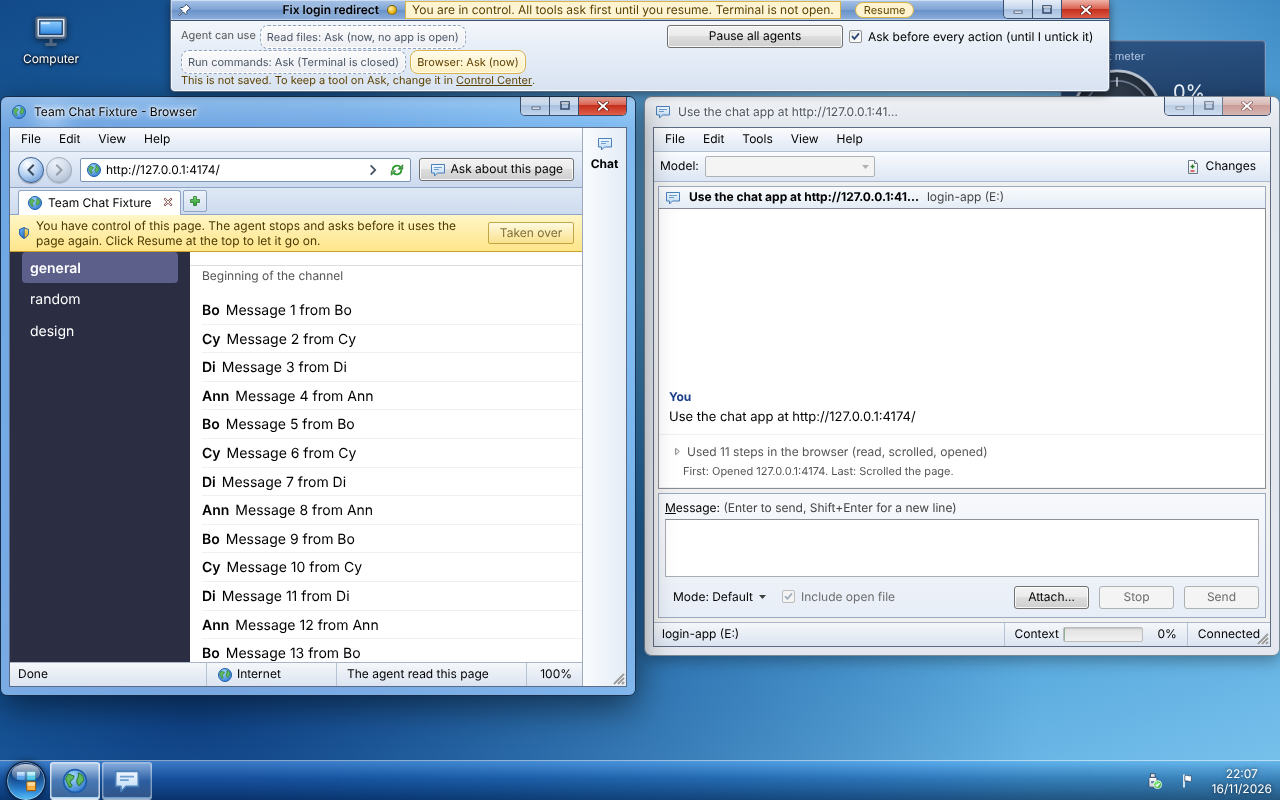 Computer
Fix login redirect
You are in control. All tools ask first until you resume. Terminal is not open.
Resume
Agent can use
Read files: Ask (now, no app is open)
Pause all agents
Ask before every action (until I untick it)
Run commands: Ask (Terminal is closed)
Browser: Ask (now)
This is not saved. To keep a tool on Ask, change it in Control Center.
meter
0%
Team Chat Fixture - Browser
File Edit View Help
http://127.0.0.1:4174/
Ask about this page
Team Chat Fixture
You have control of this page. The agent stops and asks before it uses the
page again. Click Resume at the top to let it go on.
Taken over
Chat
general
random
design
Beginning of the channel
Bo Message 1 from Bo
Cy Message 2 from Cy
Di Message 3 from Di
Ann Message 4 from Ann
Bo Message 5 from Bo
Cy Message 6 from Cy
Di Message 7 from Di
Ann Message 8 from Ann
Bo Message 9 from Bo
Cy Message 10 from Cy
Di Message 11 from Di
Ann Message 12 from Ann
Bo Message 13 from Bo
Done
Internet
The agent read this page
100%
Use the chat app at http://127.0.0.1:41...
File Edit Tools View Help
Model:
Changes
Use the chat app at http://127.0.0.1:41... login-app (E:)
You
Use the chat app at http://127.0.0.1:4174/
Used 11 steps in the browser (read, scrolled, opened)
First: Opened 127.0.0.1:4174. Last: Scrolled the page.
Message: (Enter to send, Shift+Enter for a new line)
Mode: Default
Include open file
Attach...
Stop
Send
login-app (E:)
Context
0%
Connected
22:07
16/11/2026